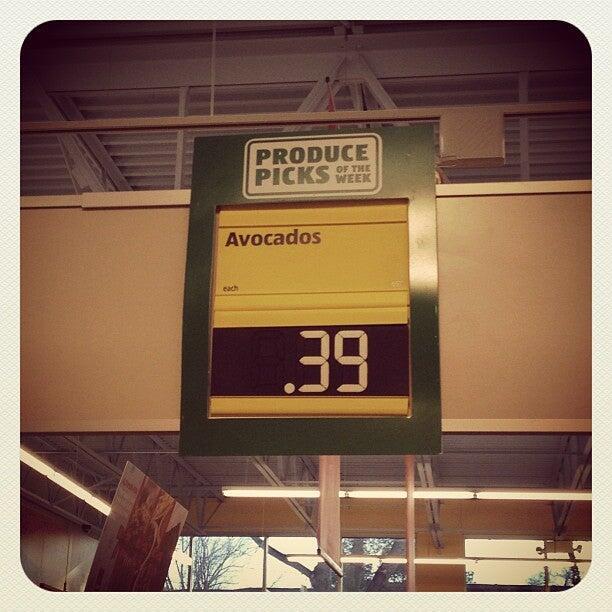 PRODUCE
PICKS OF THE WEEK
Avocados
each
.39